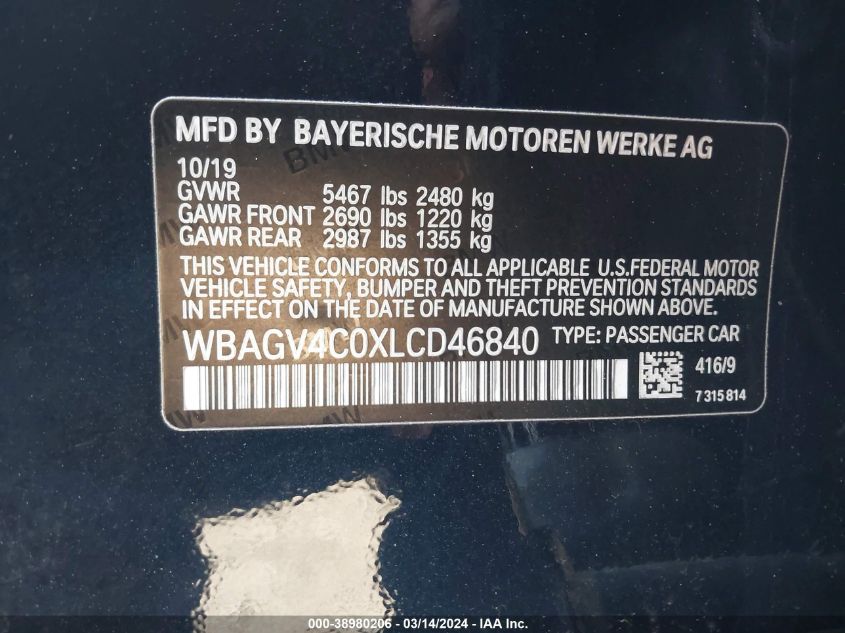 MFD BY BAYERISCHE MOTOREN WERKE AG
10/19
GVWR 5467 lbs 2480 kg
GAWR FRONT 2690 lbs 1220 kg
GAWR REAR 2987 lbs 1355 kg
THIS VEHICLE CONFORMS TO ALL APPLICABLE U.S.FEDERAL MOTOR
VEHICLE SAFETY, BUMPER AND THEFT PREVENTION STANDARDS
IN EFFECT ON THE DATE OF MANUFACTURE SHOWN ABOVE.
WBAGV4C0XLCD46840 TYPE: PASSENGER CAR
416/9
7 315 814
000-38980206 - 03/14/2024 - IAA Inc.